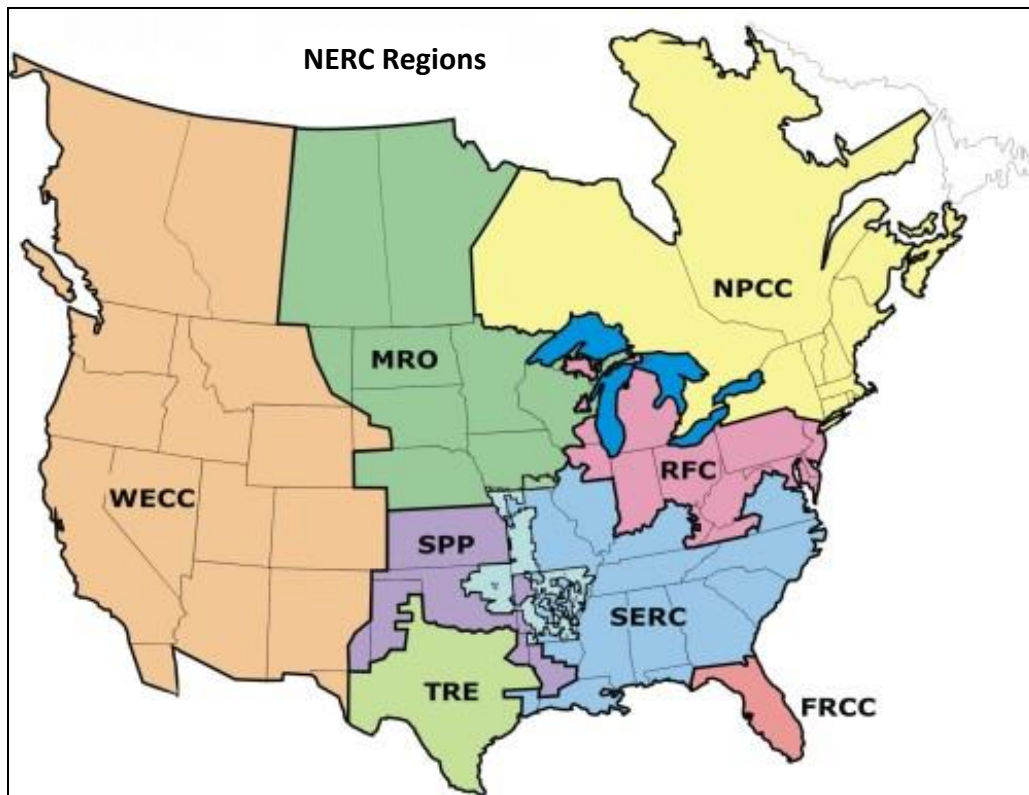 NERC Regions
NPCC
MRO
RFC
WECC
SPP
SERC
TRE
FRCC